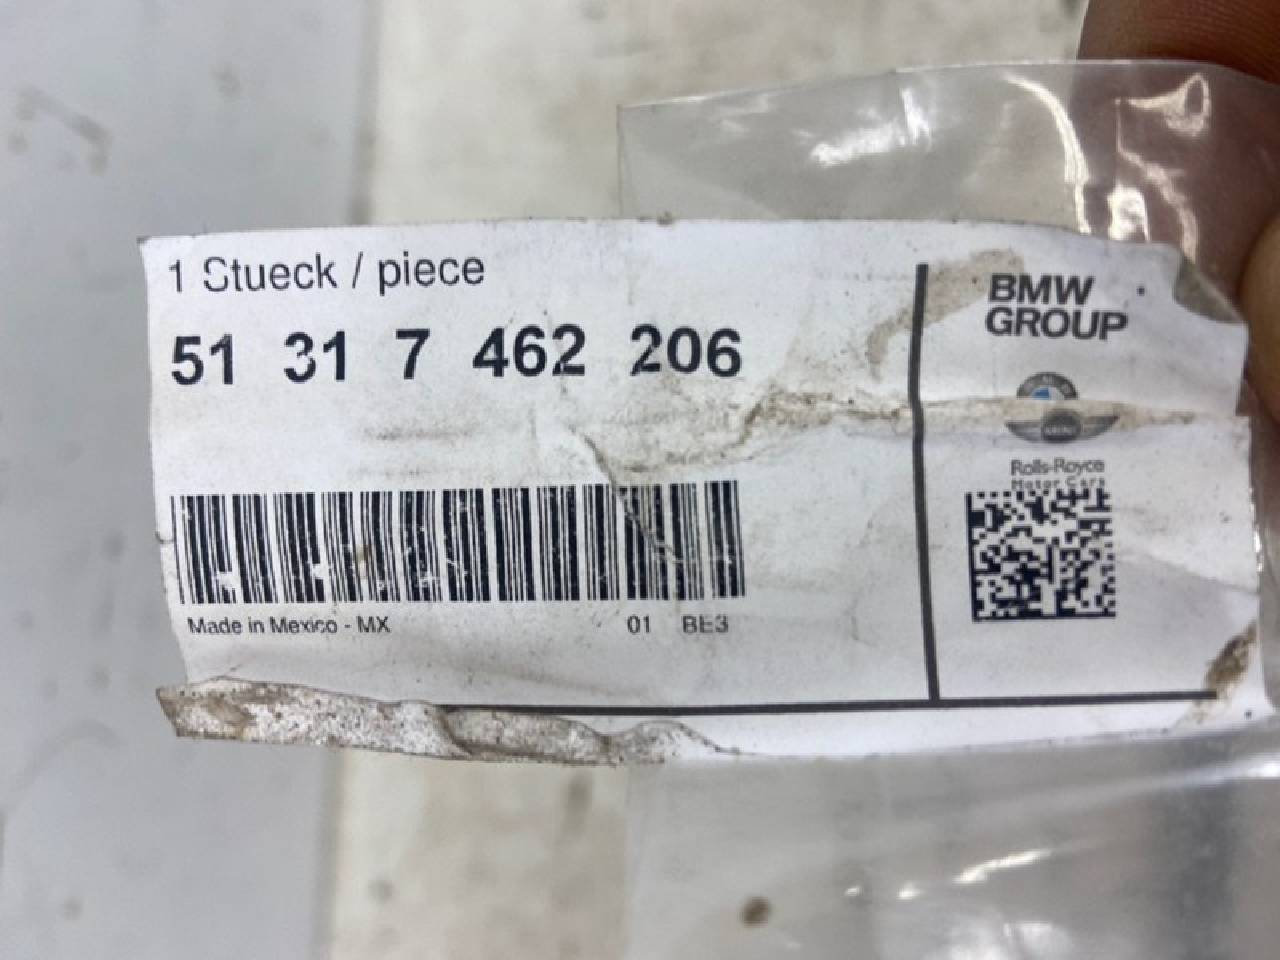 1 Stueck / piece
51 31 7 462 206
Made in Mexico - MX
01 BE3
BMW
GROUP
Rolls-Royce
Motor Cars